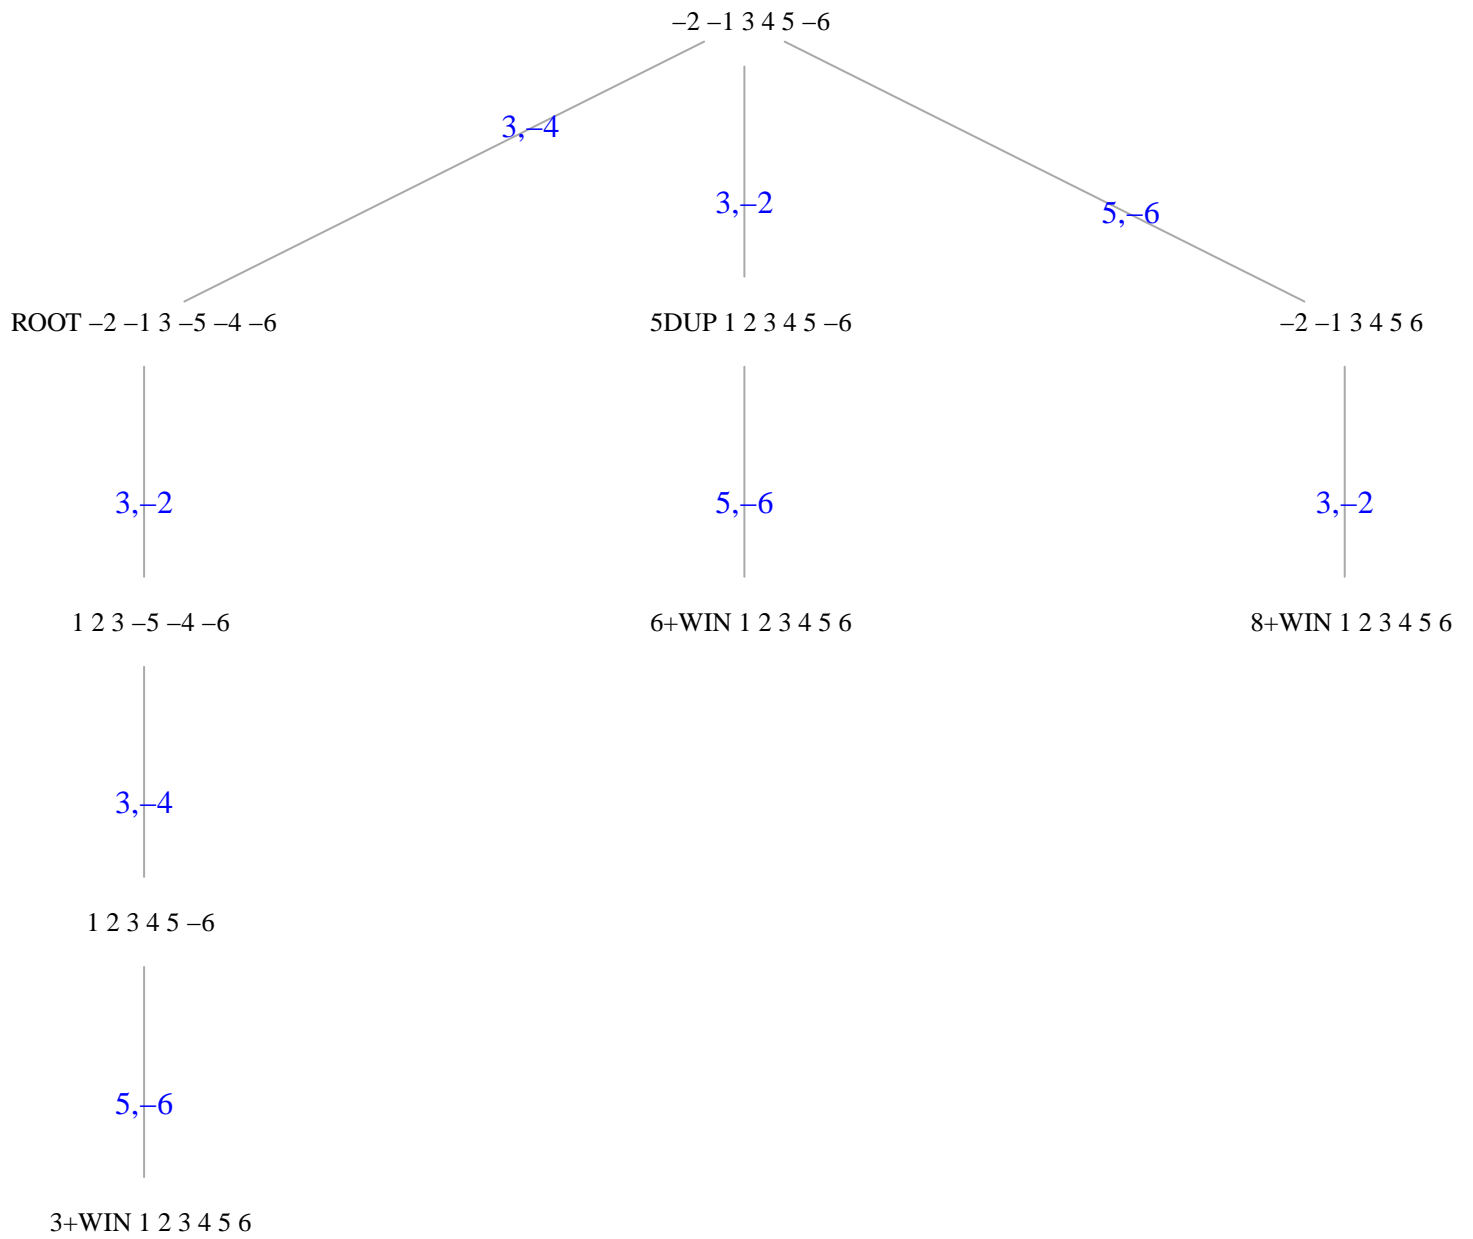 –2 –1 3 4 5 –6
3,–4
3,–2
5,–6
ROOT –2 –1 3 –5 –4 –6
5DUP 1 2 3 4 5 –6
–2 –1 3 4 5 6
3,–2
5,–6
3,–2
1 2 3 –5 –4 –6
6+WIN 1 2 3 4 5 6
8+WIN 1 2 3 4 5 6
3,–4
1 2 3 4 5 –6
5,–6
3+WIN 1 2 3 4 5 6